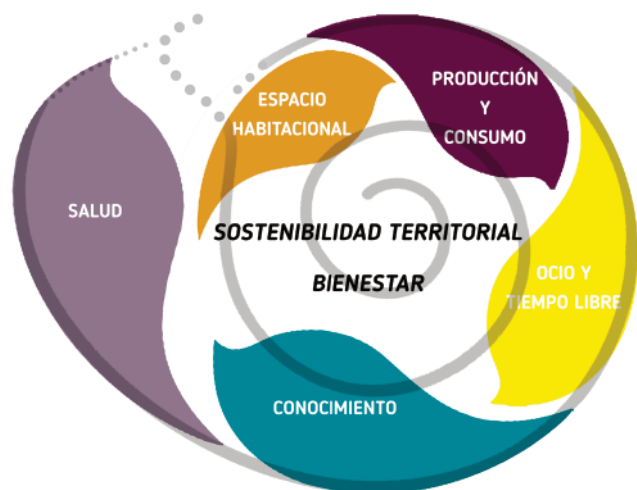 ESPACIO
HABITACIONAL
PRODUCCIÓN
Y
CONSUMO
SALUD
SOSTENIBILIDAD TERRITORIAL
BIENESTAR
OCIO Y
TIEMPO LIBRE
CONOCIMIENTO